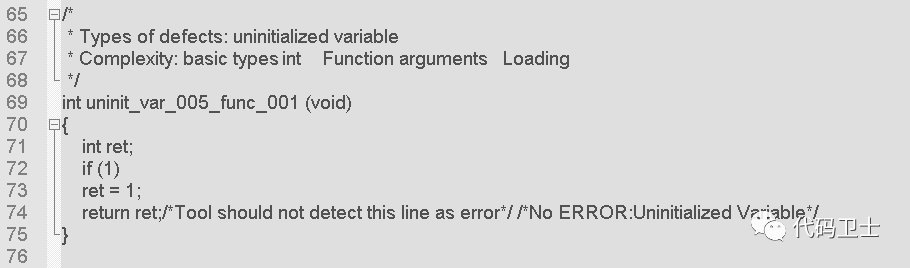 65 /*
66 * Types of defects: uninitialized variable
67 * Complexity: basic types int Function arguments Loading
68 */
69 int uninit_var_005_func_001 (void)
70 {
71 int ret;
72 if (1)
73 ret = 1;
74 return ret;/*Tool should not detect this line as error*/ /*No ERROR:Uninitialized Variable*/
75 }
76
代码卫士